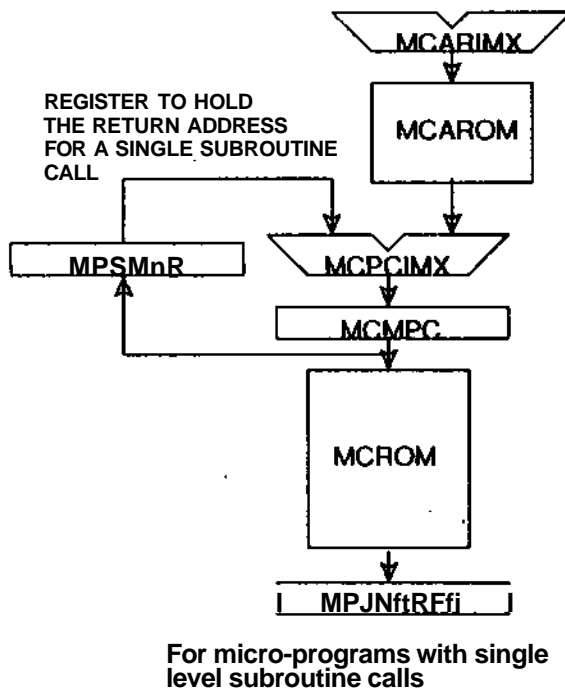 MCARIMX
REGISTER TO HOLD
THE RETURN ADDRESS
FOR A SINGLE SUBROUTINE
CALL
MCAROM
MPSMnR
MCPCIMX
MCMPC
MCROM
MPJNftRFfi
For micro-programs with single
level subroutine calls